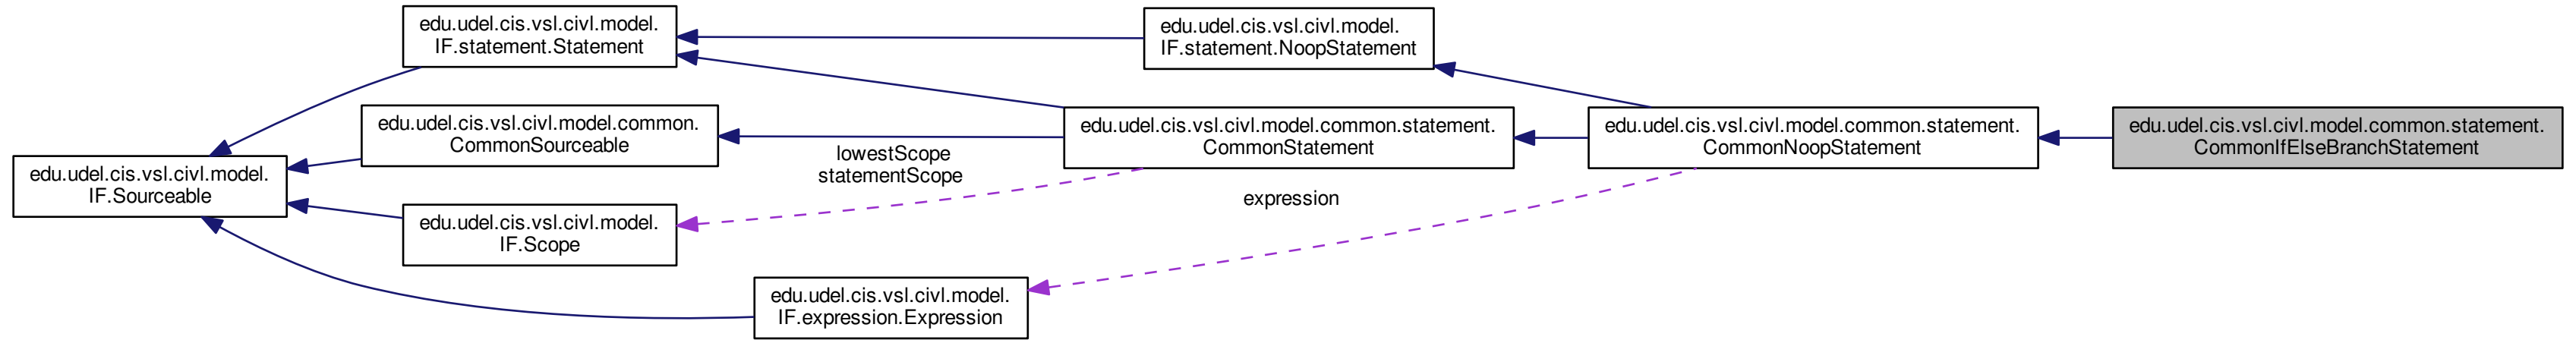 edu.udel.cis.vsl.civl.model.
IF.statement.Statement
edu.udel.cis.vsl.civl.model.
IF.statement.NoopStatement
edu.udel.cis.vsl.civl.model.common.
CommonSourceable
edu.udel.cis.vsl.civl.model.common.statement.
CommonStatement
edu.udel.cis.vsl.civl.model.common.statement.
CommonNoopStatement
edu.udel.cis.vsl.civl.model.common.statement.
CommonIfElseBranchStatement
lowestScope
statementScope
edu.udel.cis.vsl.civl.model.
IF.Sourceable
expression
edu.udel.cis.vsl.civl.model.
IF.Scope
edu.udel.cis.vsl.civl.model.
IF.expression.Expression